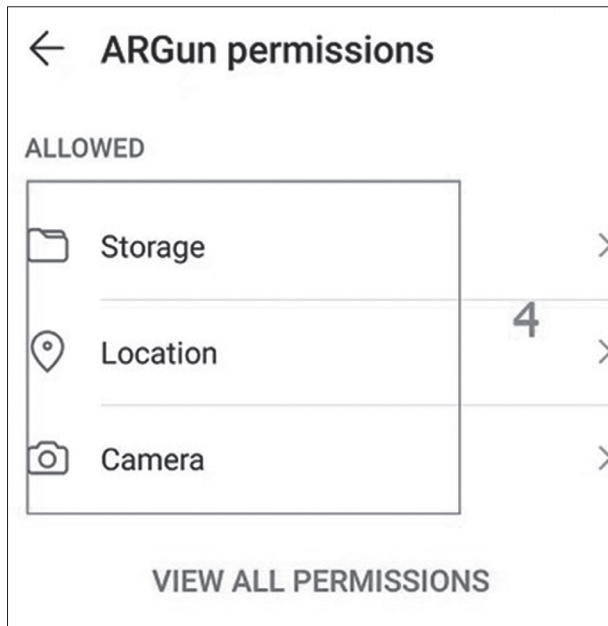 ARGun permissions
ALLOWED
Storage
4
Location
Camera
VIEW ALL PERMISSIONS